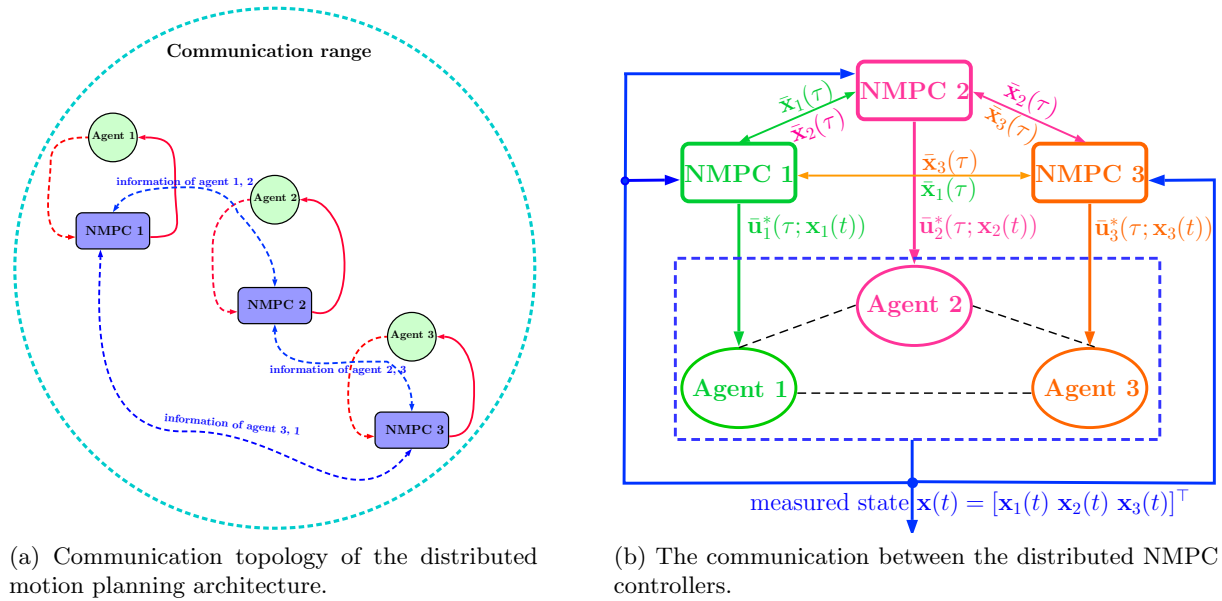 Communication range
Agent 1
information of agent 1, 2
Agent 2
NMPC 1
NMPC 2
Agent 3
information of agent 2, 3
information of agent 3, 1
NMPC 3
(a) Communication topology of the distributed
motion planning architecture.
NMPC 2
x̄₁(τ)
x̄₂(τ)
x̄₂(τ)
x̄₃(τ)
NMPC 1
x̄₃(τ)
x̄₁(τ)
NMPC 3
ū₁*(τ; x₁(t))
ū₂*(τ; x₂(t))
ū₃*(τ; x₃(t))
Agent 2
Agent 1
Agent 3
measured state x(t) = [x₁(t) x₂(t) x₃(t)]⊤
(b) The communication between the distributed NMPC
controllers.